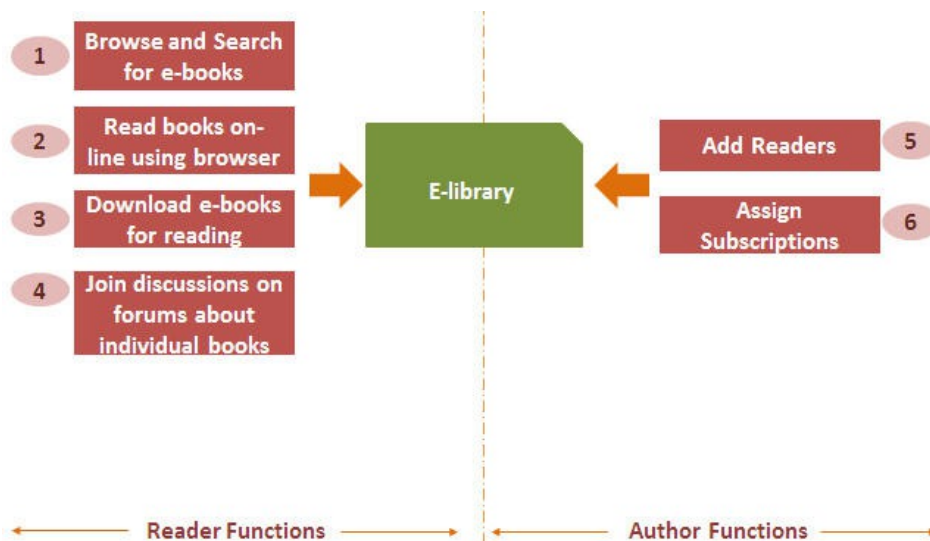 1
Browse and Search
for e-books
2
Read books on-
line using browser
3
Download e-books
for reading
4
Join discussions on
forums about
individual books
E-library
Add Readers
5
Assign
Subscriptions
6
Reader Functions
Author Functions